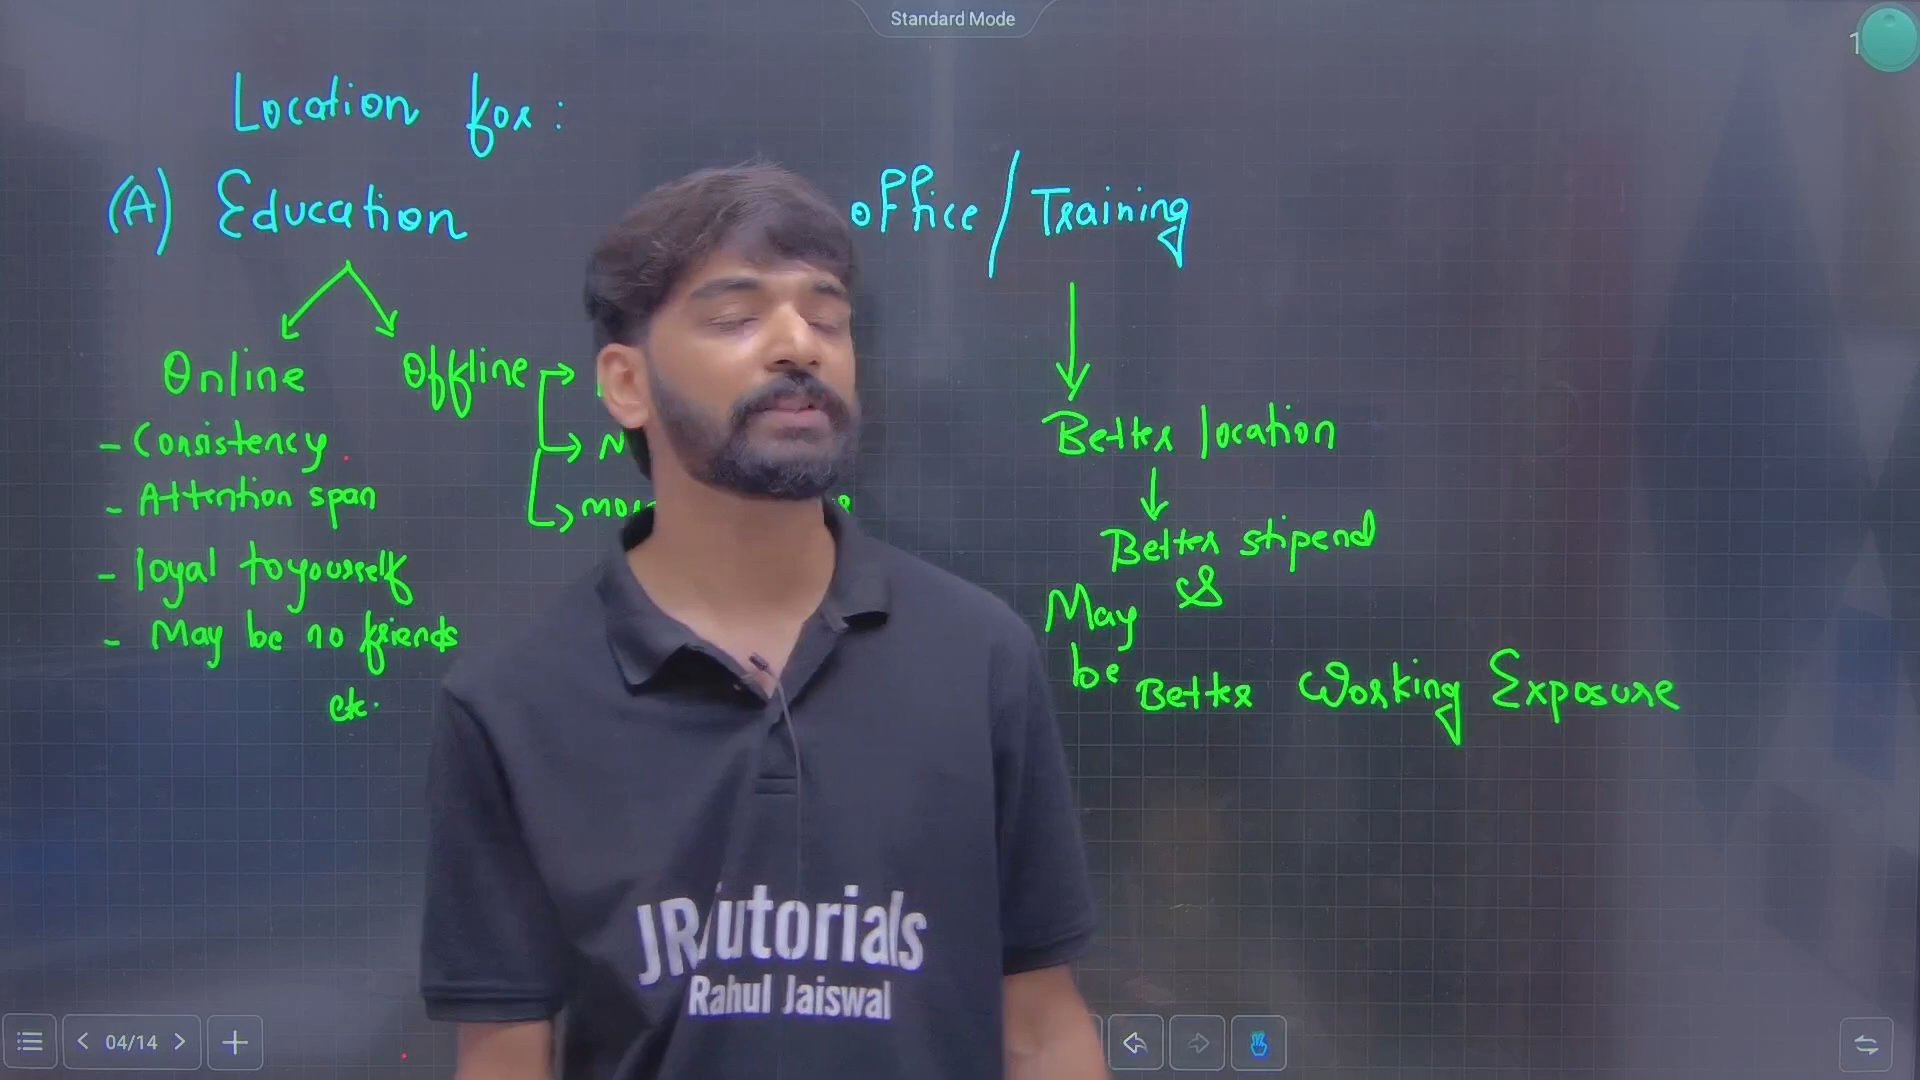 Standard Mode
1
Location for :
(A) Education
office / Training
Online
Offline
- Consistency
- Attention span
- loyal to yourself
- May be no friends
etc.
Better location
Better stipend
&
May
be
Better Working Exposure
JR Tutorials
Rahul Jaiswal
04/14